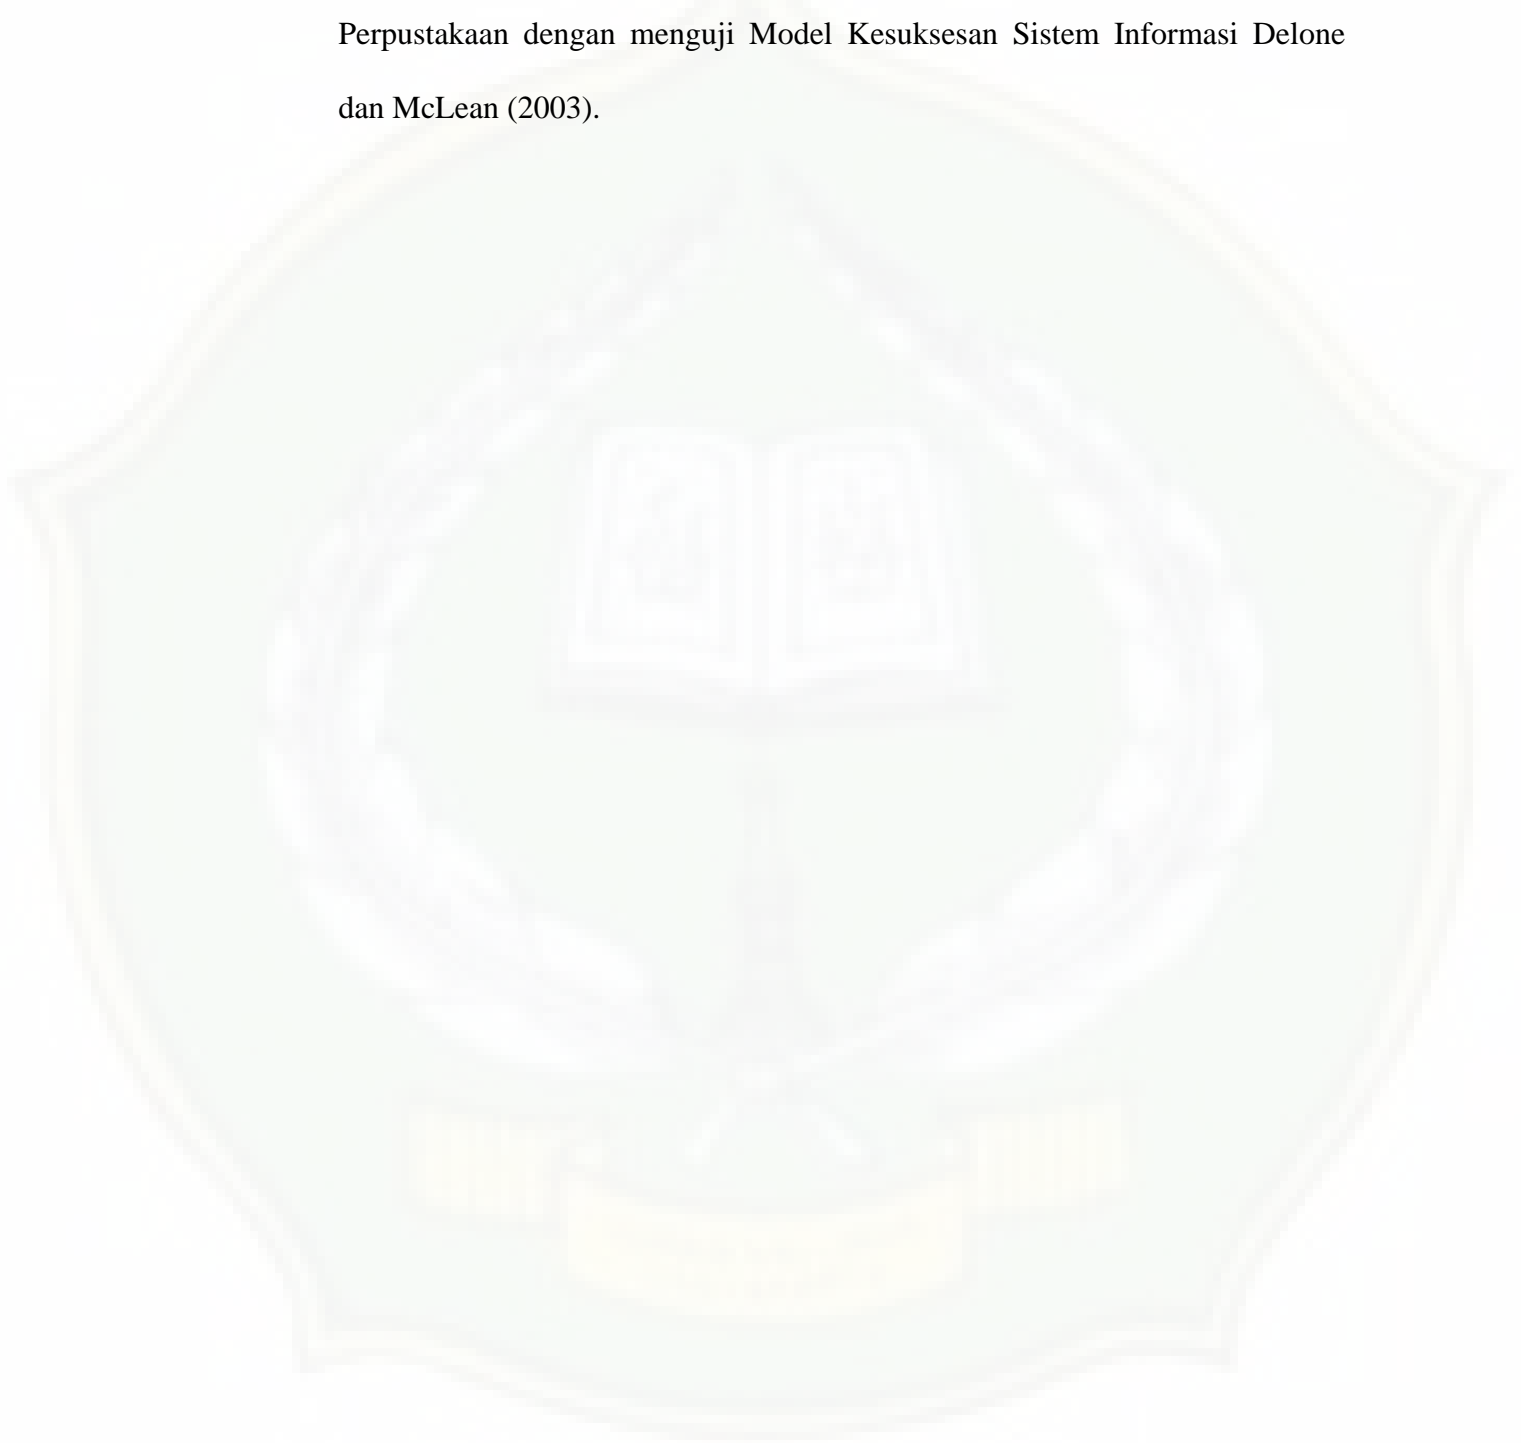 Perpustakaan dengan menguji Model Kesuksesan Sistem Informasi Delone
dan McLean (2003).